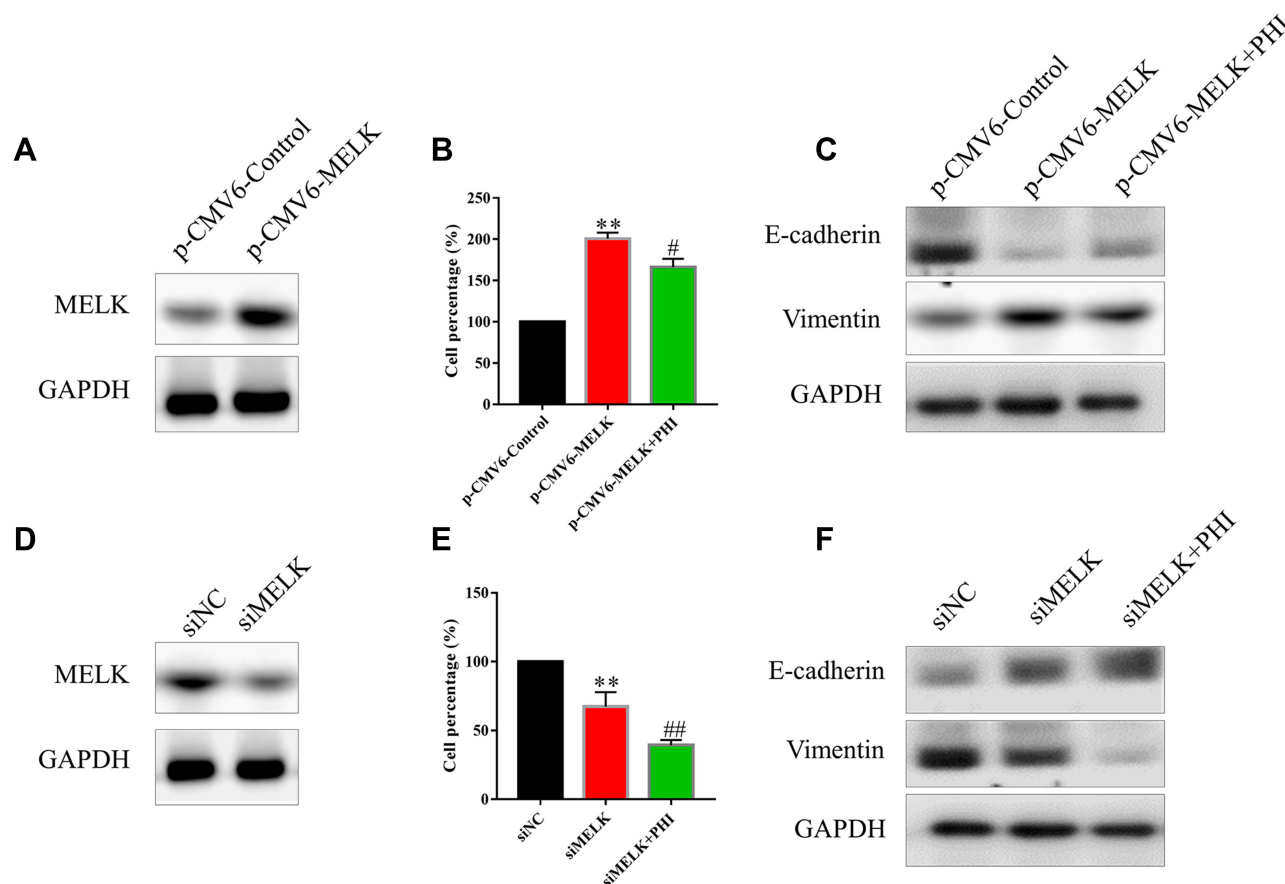 A
p-CMV6-Control
p-CMV6-MELK
MELK
GAPDH
B
Cell percentage (%)
250
200
150
100
50
0
**
#
p-CMV6-Control
p-CMV6-MELK
p-CMV6-MELK+PHI
C
p-CMV6-Control
p-CMV6-MELK
p-CMV6-MELK+PHI
E-cadherin
Vimentin
GAPDH
D
siNC
siMELK
MELK
GAPDH
E
Cell percentage (%)
150
100
50
0
**
##
siNC
siMELK
siMELK+PHI
F
siNC
siMELK
siMELK+PHI
E-cadherin
Vimentin
GAPDH